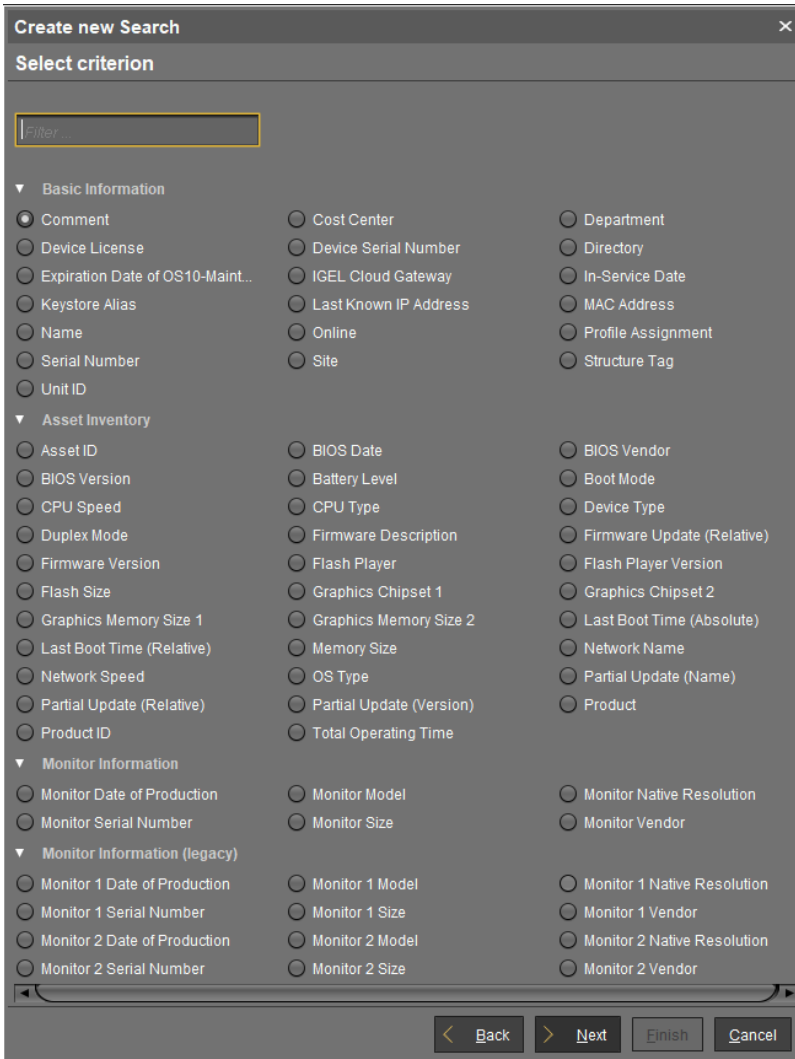 Create new Search
Select criterion
Filter ...
Basic Information
Comment Cost Center Department
Device License Device Serial Number Directory
Expiration Date of OS10-Maint... IGEL Cloud Gateway In-Service Date
Keystore Alias Last Known IP Address MAC Address
Name Online Profile Assignment
Serial Number Site Structure Tag
Unit ID
Asset Inventory
Asset ID BIOS Date BIOS Vendor
BIOS Version Battery Level Boot Mode
CPU Speed CPU Type Device Type
Duplex Mode Firmware Description Firmware Update (Relative)
Firmware Version Flash Player Flash Player Version
Flash Size Graphics Chipset 1 Graphics Chipset 2
Graphics Memory Size 1 Graphics Memory Size 2 Last Boot Time (Absolute)
Last Boot Time (Relative) Memory Size Network Name
Network Speed OS Type Partial Update (Name)
Partial Update (Relative) Partial Update (Version) Product
Product ID Total Operating Time
Monitor Information
Monitor Date of Production Monitor Model Monitor Native Resolution
Monitor Serial Number Monitor Size Monitor Vendor
Monitor Information (legacy)
Monitor 1 Date of Production Monitor 1 Model Monitor 1 Native Resolution
Monitor 1 Serial Number Monitor 1 Size Monitor 1 Vendor
Monitor 2 Date of Production Monitor 2 Model Monitor 2 Native Resolution
Monitor 2 Serial Number Monitor 2 Size Monitor 2 Vendor
Back Next Finish Cancel